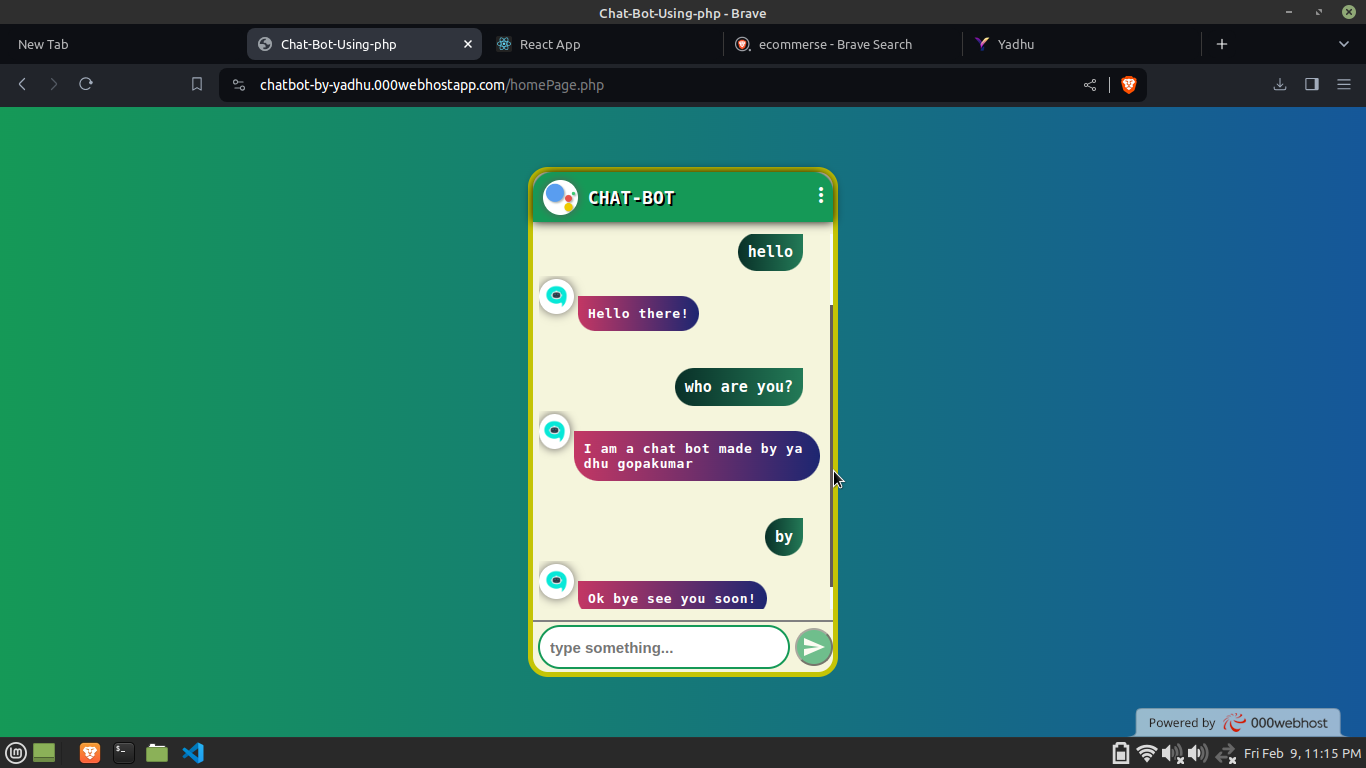 Chat-Bot-Using-php - Brave
New Tab
Chat-Bot-Using-php
React App
ecommerse - Brave Search
Yadhu
chatbot-by-yadhu.000webhostapp.com/homePage.php
CHAT-BOT
hello
Hello there!
who are you?
I am a chat bot made by ya
dhu gopakumar
by
Ok bye see you soon!
type something...
Powered by 000webhost
Fri Feb 9, 11:15 PM